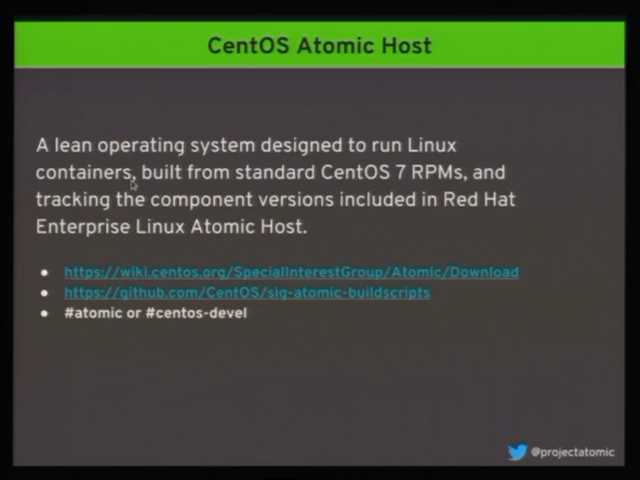 CentOS Atomic Host
A lean operating system designed to run Linux
containers, built from standard CentOS 7 RPMs, and
tracking the component versions included in Red Hat
Enterprise Linux Atomic Host.
https://wiki.centos.org/SpecialInterestGroup/Atomic/Download
https://github.com/CentOS/sig-atomic-buildscripts
#atomic or #centos-devel
@projectatomic